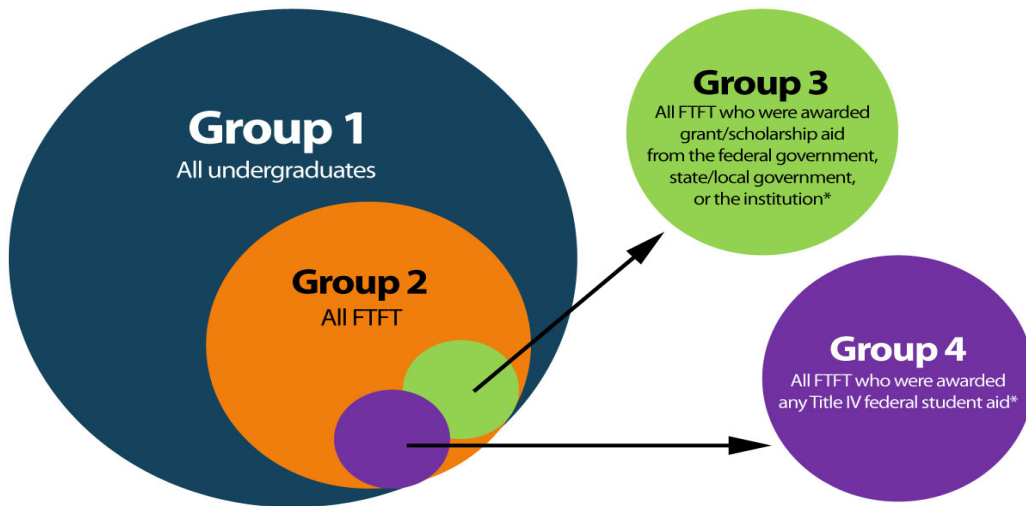 Group 1
All undergraduates
Group 2
All FTFT
Group 3
All FTFT who were awarded
grant/scholarship aid
from the federal government,
state/local government,
or the institution*
Group 4
All FTFT who were awarded
any Title IV federal student aid*